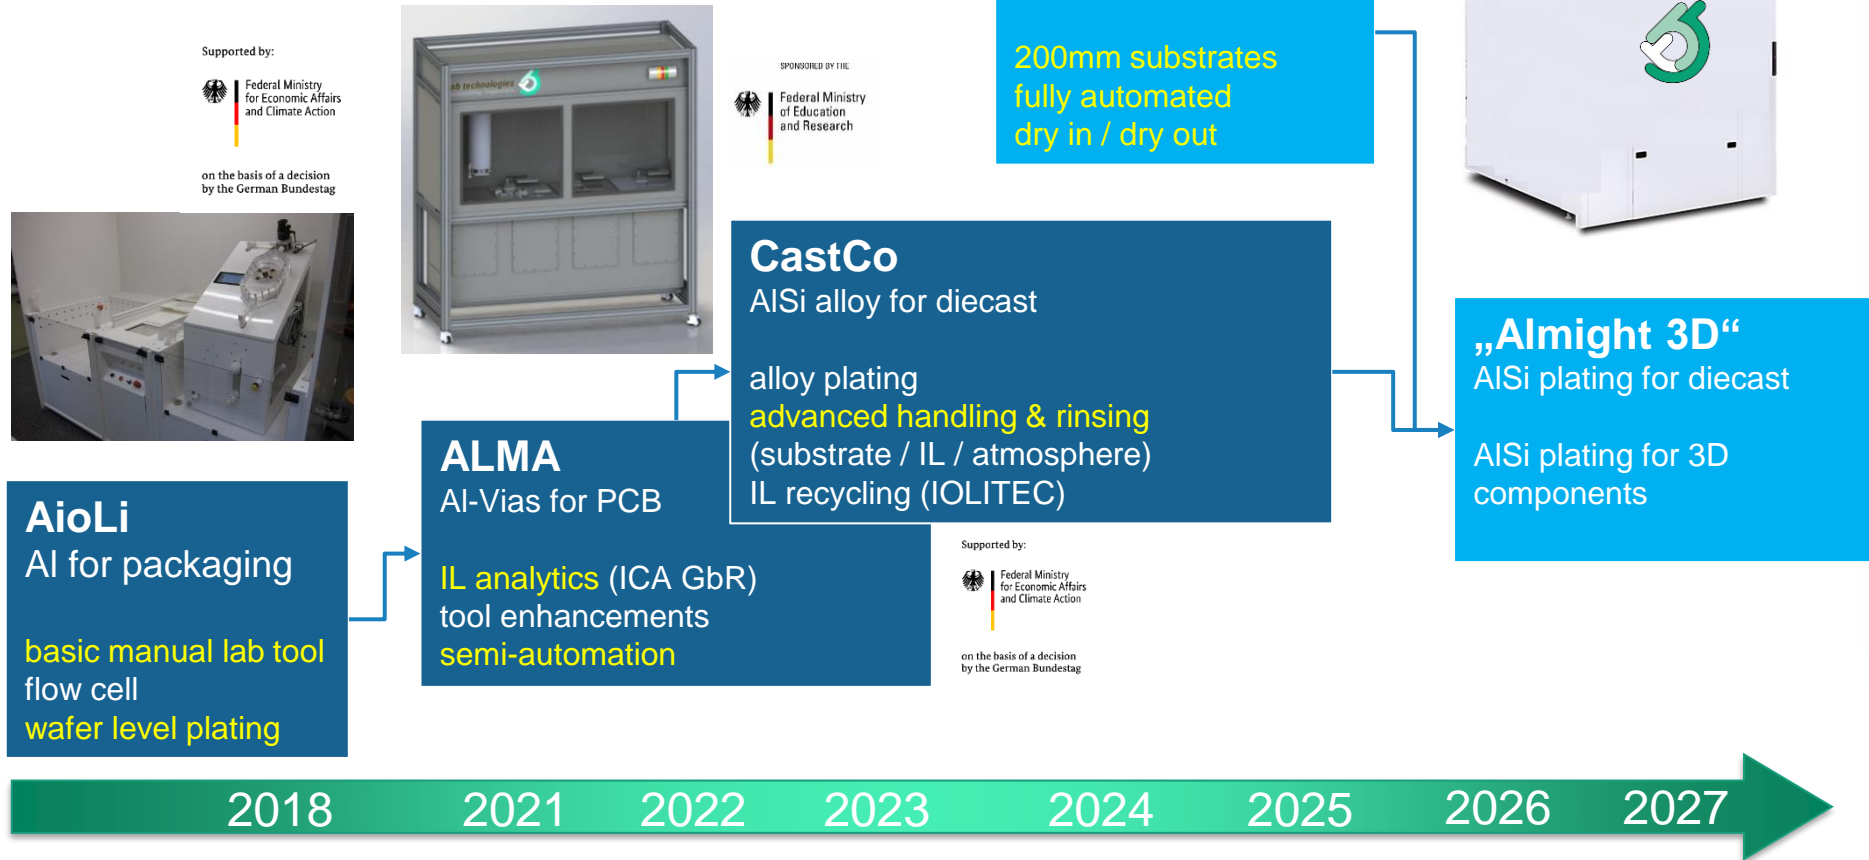 Supported by:
Federal Ministry
for Economic Affairs
and Climate Action
on the basis of a decision
by the German Bundestag
ab technologies
SPONSORED BY THE
Federal Ministry
of Education
and Research
200mm substrates
fully automated
dry in / dry out
CastCo
AlSi alloy for diecast
alloy plating
advanced handling & rinsing
(substrate / IL / atmosphere)
IL recycling (IOLITEC)
„Almight 3D“
AlSi plating for diecast
AlSi plating for 3D
components
ALMA
Al-Vias for PCB
IL analytics (ICA GbR)
tool enhancements
semi-automation
AioLi
Al for packaging
basic manual lab tool
flow cell
wafer level plating
Supported by:
Federal Ministry
for Economic Affairs
and Climate Action
on the basis of a decision
by the German Bundestag
2018 2021 2022 2023 2024 2025 2026 2027